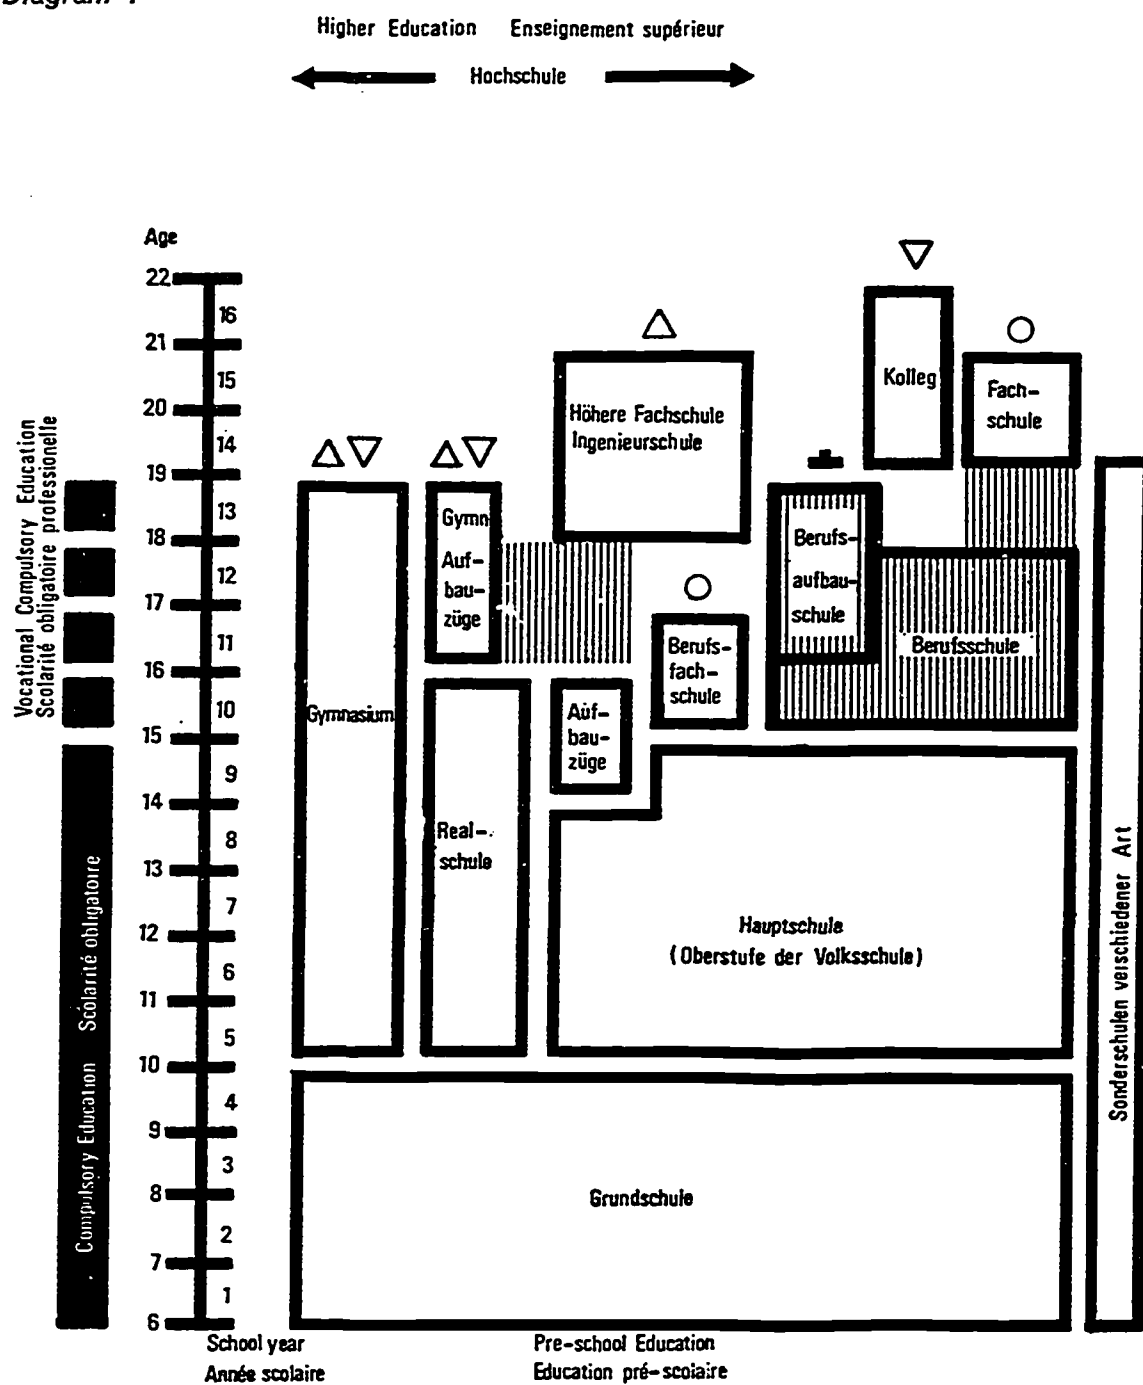 Higher Education Enseignement supérieur
Hochschule
Age
22
16
21
15
20
14
19
13
18
12
17
11
16
10
15
9
14
8
13
7
12
6
11
5
10
4
9
3
8
2
7
1
6
School year
Année scolaire
Pre-school Education
Education pré-scolaire
Vocational Compulsory Education
Scolarité obligatoire professionelle
Compulsory Education Scolarité obligatoire
Gymnasium
Gymn
Auf-
bau-
züge
Real-
schule
Höhere Fachschule
Ingenieurschule
Auf-
bau-
züge
Berufs-
fach-
schule
Berufs-
aufbau-
schule
Kolleg
Fach-
schule
Berufsschule
Hauptschule
(Oberstufe der Volksschule)
Grundschule
Sonderschulen verschiedener Art